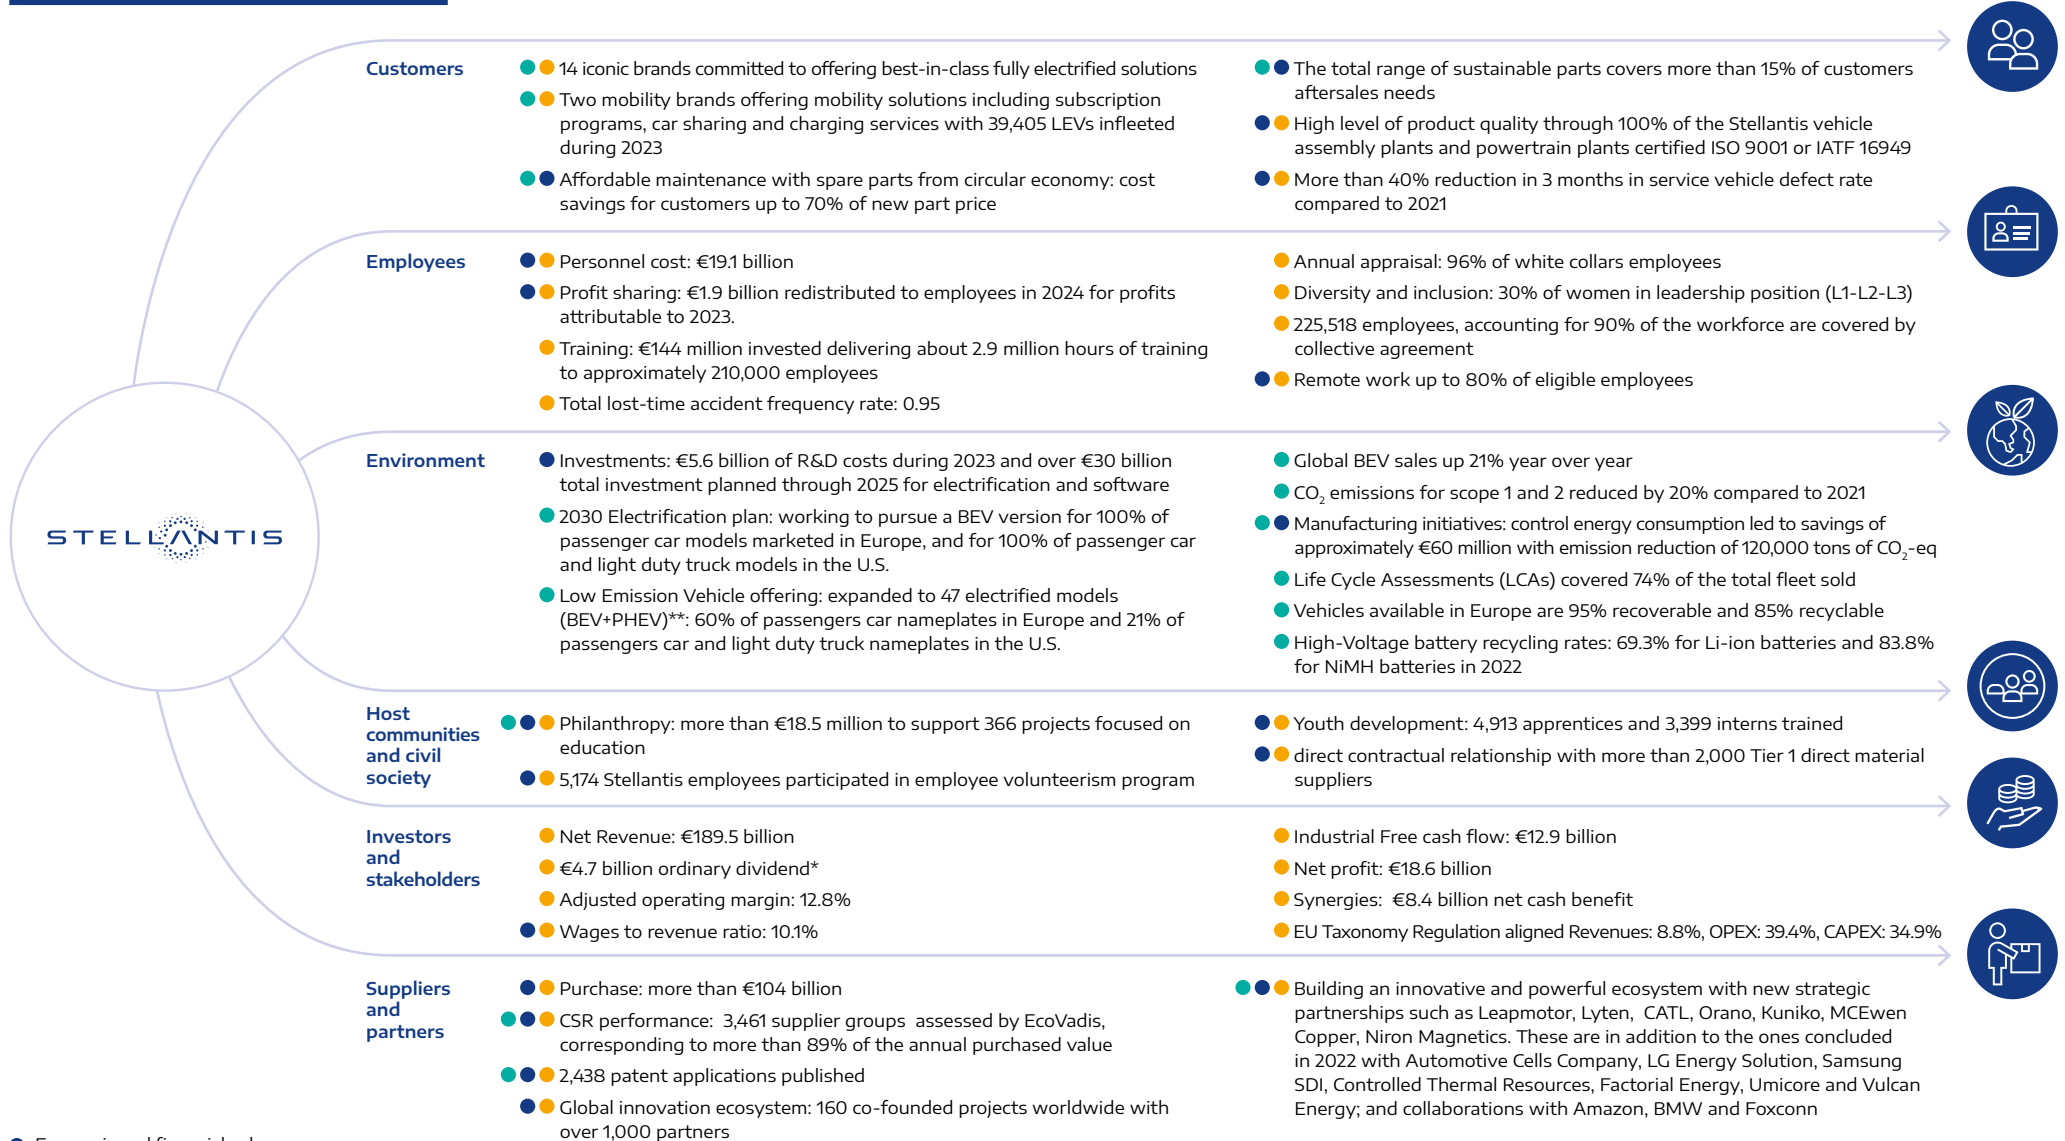 Customers
14 iconic brands committed to offering best-in-class fully electrified solutions
Two mobility brands offering mobility solutions including subscription
programs, car sharing and charging services with 39,405 LEVs infleeted
during 2023
Affordable maintenance with spare parts from circular economy: cost
savings for customers up to 70% of new part price
The total range of sustainable parts covers more than 15% of customers
aftersales needs
High level of product quality through 100% of the Stellantis vehicle
assembly plants and powertrain plants certified ISO 9001 or IATF 16949
More than 40% reduction in 3 months in service vehicle defect rate
compared to 2021
Employees
Personnel cost: €19.1 billion
Profit sharing: €1.9 billion redistributed to employees in 2024 for profits
attributable to 2023.
Training: €144 million invested delivering about 2.9 million hours of training
to approximately 210,000 employees
Total lost-time accident frequency rate: 0.95
Annual appraisal: 96% of white collars employees
Diversity and inclusion: 30% of women in leadership position (L1-L2-L3)
225,518 employees, accounting for 90% of the workforce are covered by
collective agreement
Remote work up to 80% of eligible employees
STELLANTIS
Environment
Investments: €5.6 billion of R&D costs during 2023 and over €30 billion
total investment planned through 2025 for electrification and software
2030 Electrification plan: working to pursue a BEV version for 100% of
passenger car models marketed in Europe, and for 100% of passenger car
and light duty truck models in the U.S.
Low Emission Vehicle offering: expanded to 47 electrified models
(BEV+PHEV)**: 60% of passengers car nameplates in Europe and 21% of
passengers car and light duty truck nameplates in the U.S.
Global BEV sales up 21% year over year
CO2 emissions for scope 1 and 2 reduced by 20% compared to 2021
Manufacturing initiatives: control energy consumption led to savings of
approximately €60 million with emission reduction of 120,000 tons of CO2-eq
Life Cycle Assessments (LCAs) covered 74% of the total fleet sold
Vehicles available in Europe are 95% recoverable and 85% recyclable
High-Voltage battery recycling rates: 69.3% for Li-ion batteries and 83.8%
for NiMH batteries in 2022
Host
communities
and civil
society
Philanthropy: more than €18.5 million to support 366 projects focused on
education
5,174 Stellantis employees participated in employee volunteerism program
Youth development: 4,913 apprentices and 3,399 interns trained
direct contractual relationship with more than 2,000 Tier 1 direct material
suppliers
Investors
and
stakeholders
Net Revenue: €189.5 billion
€4.7 billion ordinary dividend*
Adjusted operating margin: 12.8%
Wages to revenue ratio: 10.1%
Industrial Free cash flow: €12.9 billion
Net profit: €18.6 billion
Synergies: €8.4 billion net cash benefit
EU Taxonomy Regulation aligned Revenues: 8.8%, OPEX: 39.4%, CAPEX: 34.9%
Suppliers
and
partners
Purchase: more than €104 billion
CSR performance: 3,461 supplier groups assessed by EcoVadis,
corresponding to more than 89% of the annual purchased value
2,438 patent applications published
Global innovation ecosystem: 160 co-founded projects worldwide with
over 1,000 partners
Building an innovative and powerful ecosystem with new strategic
partnerships such as Leapmotor, Lyten, CATL, Orano, Kuniko, MCEwen
Copper, Niron Magnetics. These are in addition to the ones concluded
in 2022 with Automotive Cells Company, LG Energy Solution, Samsung
SDI, Controlled Thermal Resources, Factorial Energy, Umicore and Vulcan
Energy; and collaborations with Amazon, BMW and Foxconn